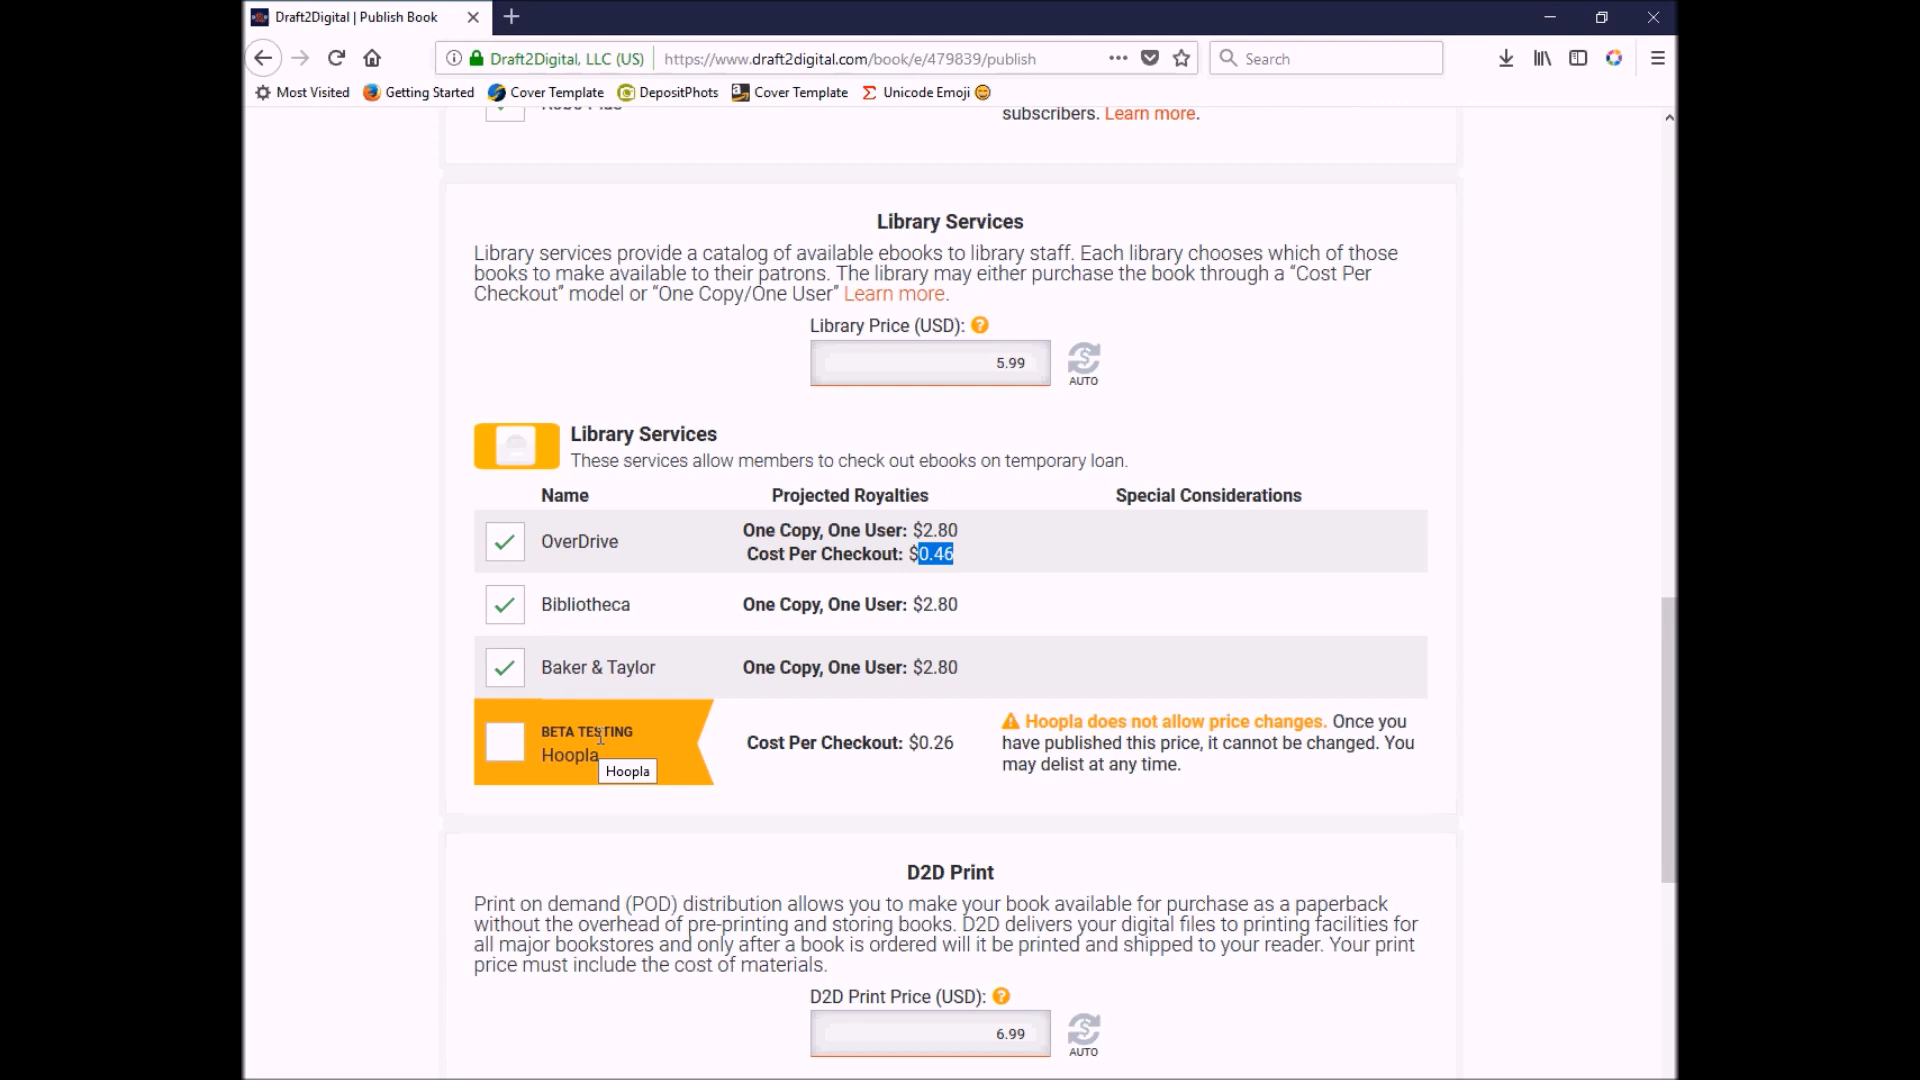 Draft2Digital | Publish Book
Draft2Digital, LLC (US)
https://www.draft2digital.com/book/e/479839/publish
Search
Most Visited
Getting Started
Cover Template
DepositPhots
Cover Template
Unicode Emoji 😊
subscribers. Learn more.
Library Services
Library services provide a catalog of available ebooks to library staff. Each library chooses which of those
books to make available to their patrons. The library may either purchase the book through a “Cost Per
Checkout” model or “One Copy/One User” Learn more.
Library Price (USD): ?
5.99
AUTO
Library Services
These services allow members to check out ebooks on temporary loan.
Name Projected Royalties Special Considerations
OverDrive
One Copy, One User: $2.80
Cost Per Checkout: $0.46
Bibliotheca One Copy, One User: $2.80
Baker & Taylor One Copy, One User: $2.80
BETA TESTING
Hoopla
Hoopla
Cost Per Checkout: $0.26
Hoopla does not allow price changes. Once you
have published this price, it cannot be changed. You
may delist at any time.
D2D Print
Print on demand (POD) distribution allows you to make your book available for purchase as a paperback
without the overhead of pre-printing and storing books. D2D delivers your digital files to printing facilities for
all major bookstores and only after a book is ordered will it be printed and shipped to your reader. Your print
price must include the cost of materials.
D2D Print Price (USD): ?
6.99
AUTO